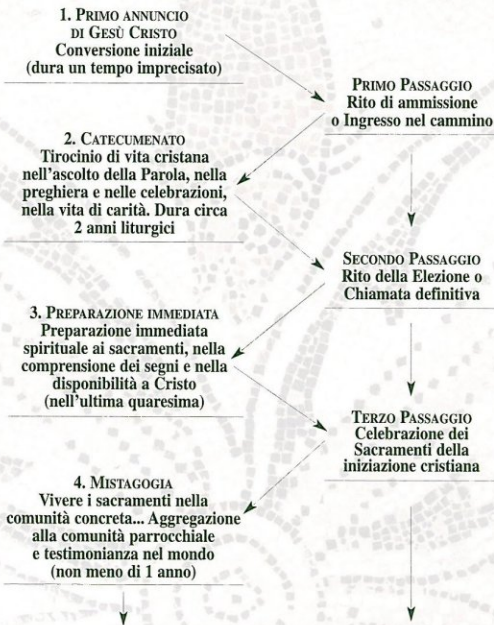 1. PRIMO ANNUNCIO
DI GESÙ CRISTO
Conversione iniziale
(dura un tempo imprecisato)
PRIMO PASSAGGIO
Rito di ammissione
o Ingresso nel cammino
2. CATECUMENATO
Tirocinio di vita cristana
nell'ascolto della Parola, nella
preghiera e nelle celebrazioni,
nella vita di carità. Dura circa
2 anni liturgici
SECONDO PASSAGGIO
Rito della Elezione o
Chiamata definitiva
3. PREPARAZIONE IMMEDIATA
Preparazione immediata
spirituale ai sacramenti, nella
comprensione dei segni e nella
disponibilità a Cristo
(nell'ultima quaresima)
TERZO PASSAGGIO
Celebrazione dei
Sacramenti della
iniziazione cristiana
4. MISTAGOGIA
Vivere i sacramenti nella
comunità concreta... Aggregazione
alla comunità parrocchiale
e testimonianza nel mondo
(non meno di 1 anno)